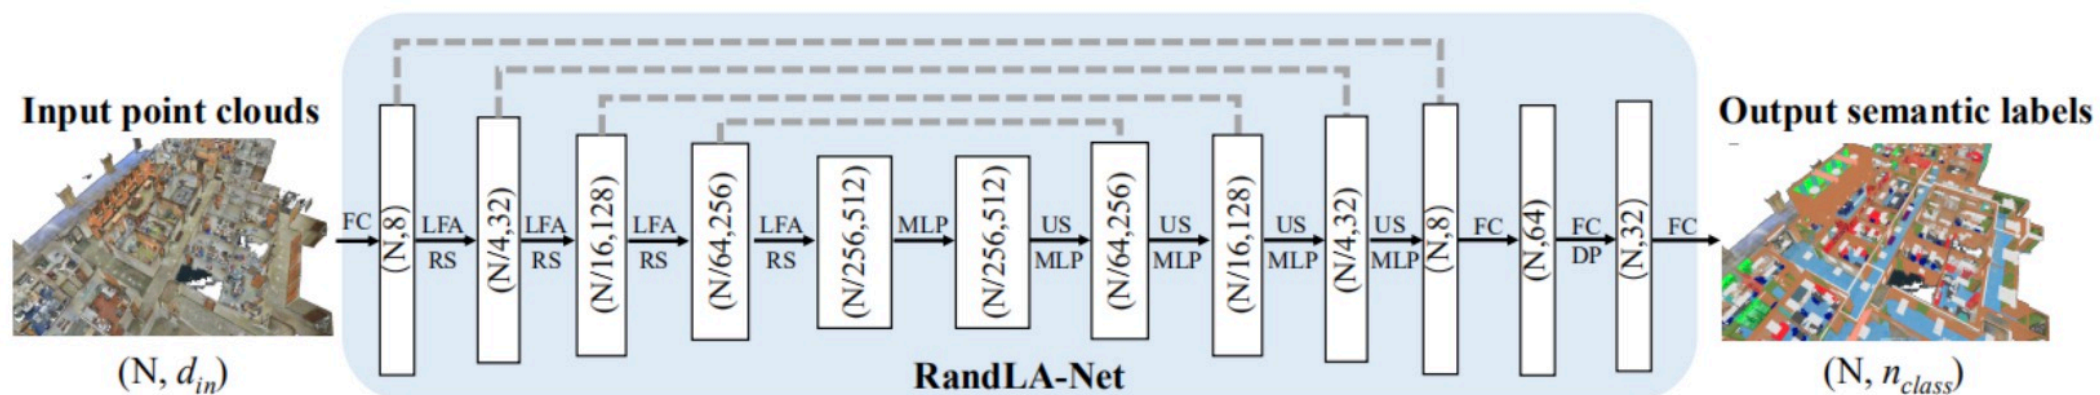 Input point clouds
(N, d_in)
FC
(N,8)
LFA
RS
(N/4,32)
LFA
RS
(N/16,128)
LFA
RS
(N/64,256)
LFA
RS
(N/256,512)
MLP
(N/256,512)
US
MLP
(N/64,256)
US
MLP
(N/16,128)
US
MLP
(N/4,32)
US
MLP
(N,8)
FC
(N,64)
FC
DP
(N,32)
FC
RandLA-Net
Output semantic labels
(N, n_class)